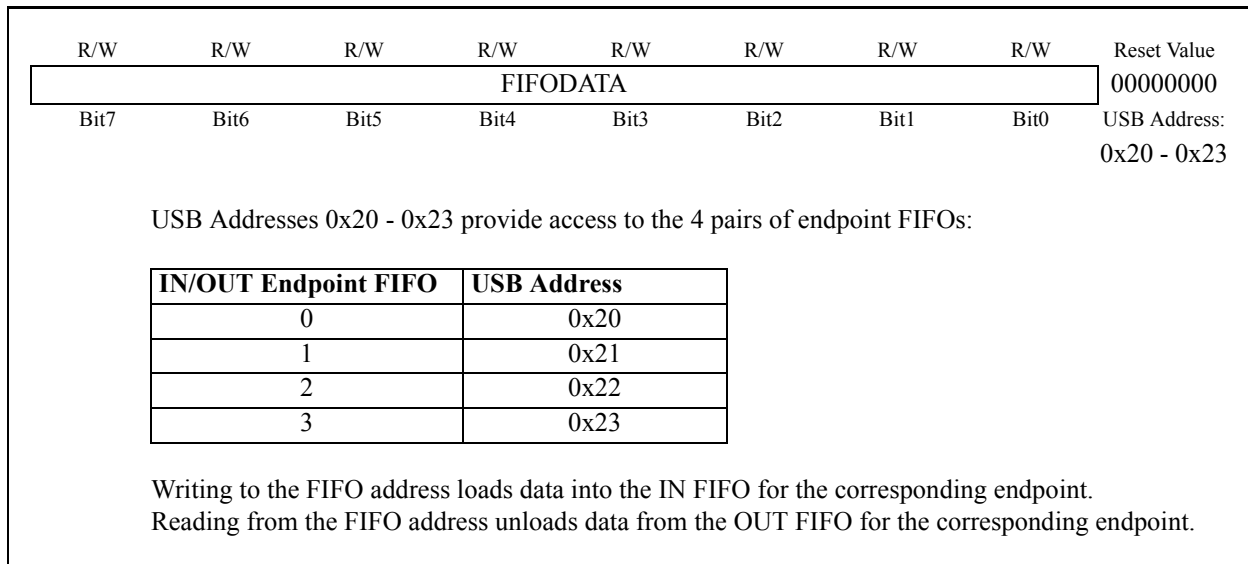 R/W R/W R/W R/W R/W R/W R/W R/W Reset Value
FIFODATA 00000000
Bit7 Bit6 Bit5 Bit4 Bit3 Bit2 Bit1 Bit0 USB Address:
0x20 - 0x23
USB Addresses 0x20 - 0x23 provide access to the 4 pairs of endpoint FIFOs:
IN/OUT Endpoint FIFO USB Address
0 0x20
1 0x21
2 0x22
3 0x23
Writing to the FIFO address loads data into the IN FIFO for the corresponding endpoint.
Reading from the FIFO address unloads data from the OUT FIFO for the corresponding endpoint.